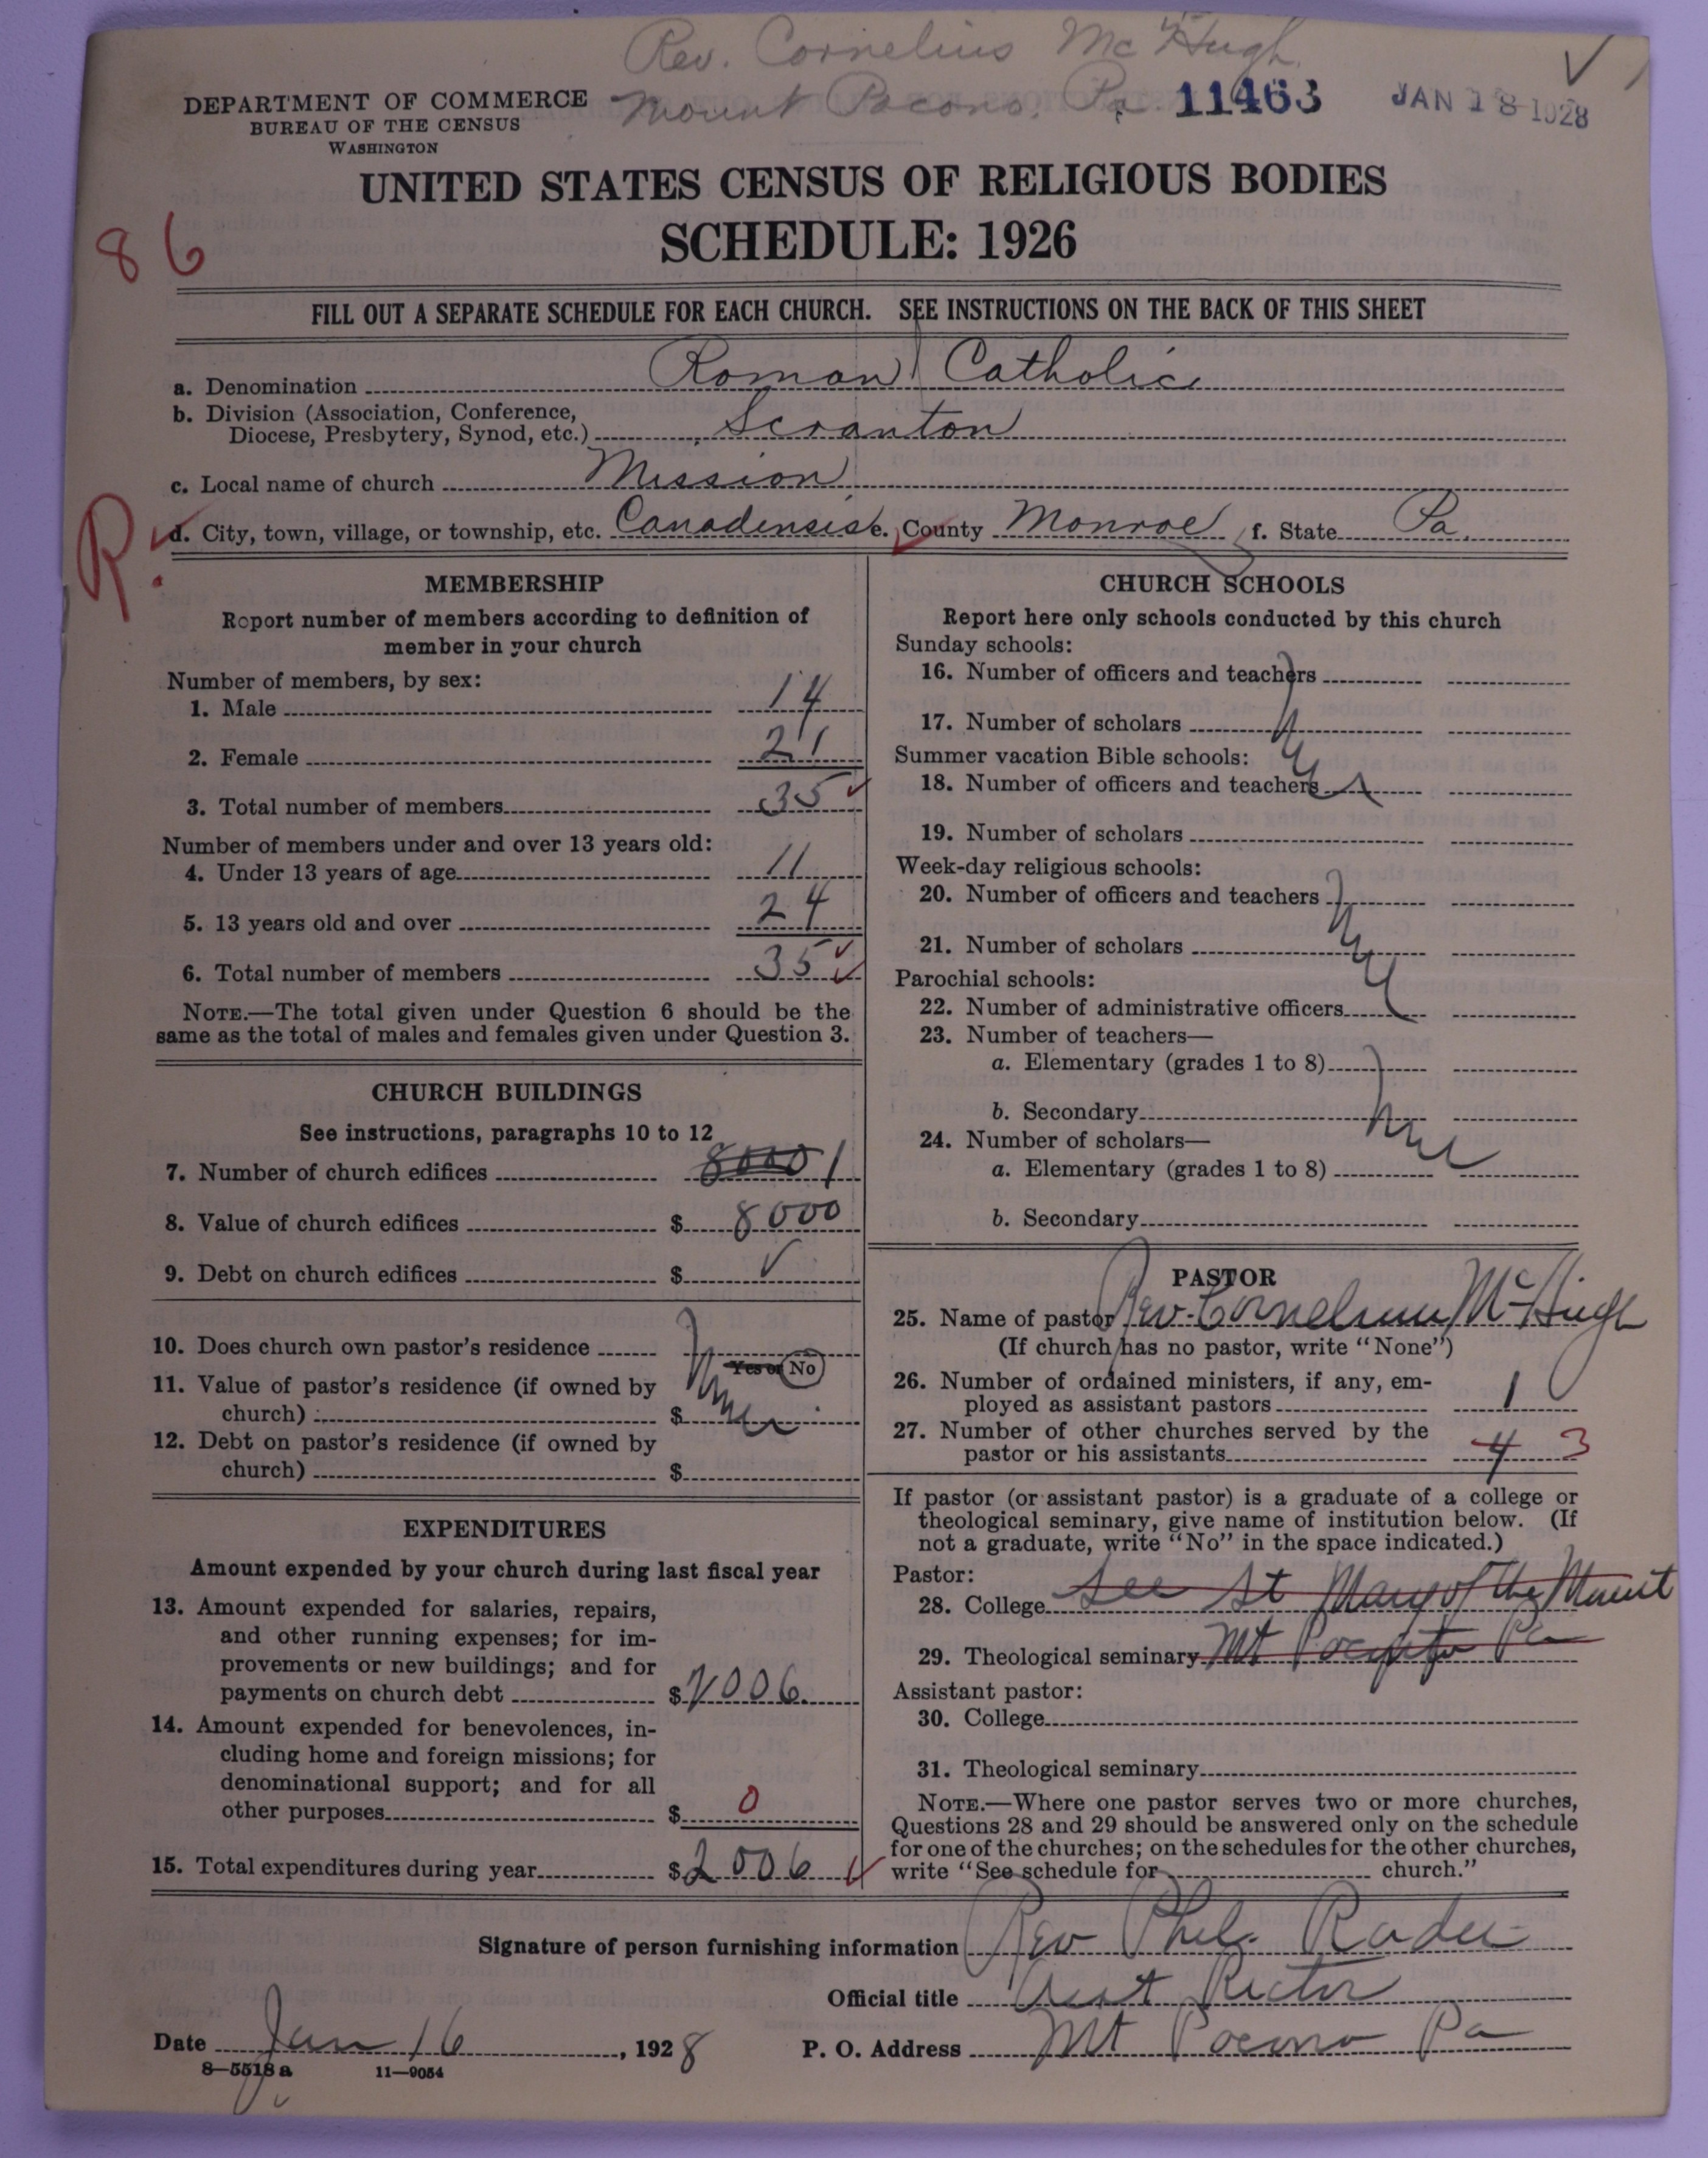 Rev. Cornelius McHugh
Mount Pocono, Pa.
11463
JAN 18 1928
DEPARTMENT OF COMMERCE
BUREAU OF THE CENSUS
WASHINGTON
UNITED STATES CENSUS OF RELIGIOUS BODIES
SCHEDULE: 1926
86
FILL OUT A SEPARATE SCHEDULE FOR EACH CHURCH. SEE INSTRUCTIONS ON THE BACK OF THIS SHEET
a. Denomination Roman Catholic
b. Division (Association, Conference,
Diocese, Presbytery, Synod, etc.) Scranton
c. Local name of church Mission
R.
d. City, town, village, or township, etc. Canadensis e. County Monroe f. State Pa.
MEMBERSHIP
Report number of members according to definition of
member in your church
Number of members, by sex:
1. Male 14
2. Female 21
3. Total number of members 35
Number of members under and over 13 years old:
4. Under 13 years of age 11
5. 13 years old and over 24
6. Total number of members 35
NOTE.—The total given under Question 6 should be the
same as the total of males and females given under Question 3.
CHURCH BUILDINGS
See instructions, paragraphs 10 to 12
7. Number of church edifices 8000 1
8. Value of church edifices $ 8000
9. Debt on church edifices $
10. Does church own pastor's residence
Yes or No
11. Value of pastor's residence (if owned by
church) $
12. Debt on pastor's residence (if owned by
church) $
EXPENDITURES
Amount expended by your church during last fiscal year
13. Amount expended for salaries, repairs,
and other running expenses; for im-
provements or new buildings; and for
payments on church debt $ 2006
14. Amount expended for benevolences, in-
cluding home and foreign missions; for
denominational support; and for all
other purposes $ 0
15. Total expenditures during year $ 2006
CHURCH SCHOOLS
Report here only schools conducted by this church
Sunday schools:
16. Number of officers and teachers
17. Number of scholars
Summer vacation Bible schools:
18. Number of officers and teachers
19. Number of scholars
Week-day religious schools:
20. Number of officers and teachers
21. Number of scholars
Parochial schools:
22. Number of administrative officers
23. Number of teachers—
a. Elementary (grades 1 to 8)
b. Secondary
24. Number of scholars—
a. Elementary (grades 1 to 8)
b. Secondary
PASTOR
25. Name of pastor Rev. Cornelius McHugh
(If church has no pastor, write "None")
26. Number of ordained ministers, if any, em-
ployed as assistant pastors 1
27. Number of other churches served by the
pastor or his assistants 4 3
If pastor (or assistant pastor) is a graduate of a college or
theological seminary, give name of institution below. (If
not a graduate, write "No" in the space indicated.)
Pastor:
28. College See St Mary of the Mount
29. Theological seminary Mt Pa
Assistant pastor:
30. College
31. Theological seminary
NOTE.—Where one pastor serves two or more churches,
Questions 28 and 29 should be answered only on the schedule
for one of the churches; on the schedules for the other churches,
write "See schedule for church."
Signature of person furnishing information Rev
Official title Asst Rector
Date Jan 16, 1928 P. O. Address Mt Pocono Pa
8—5518 a 11—9054